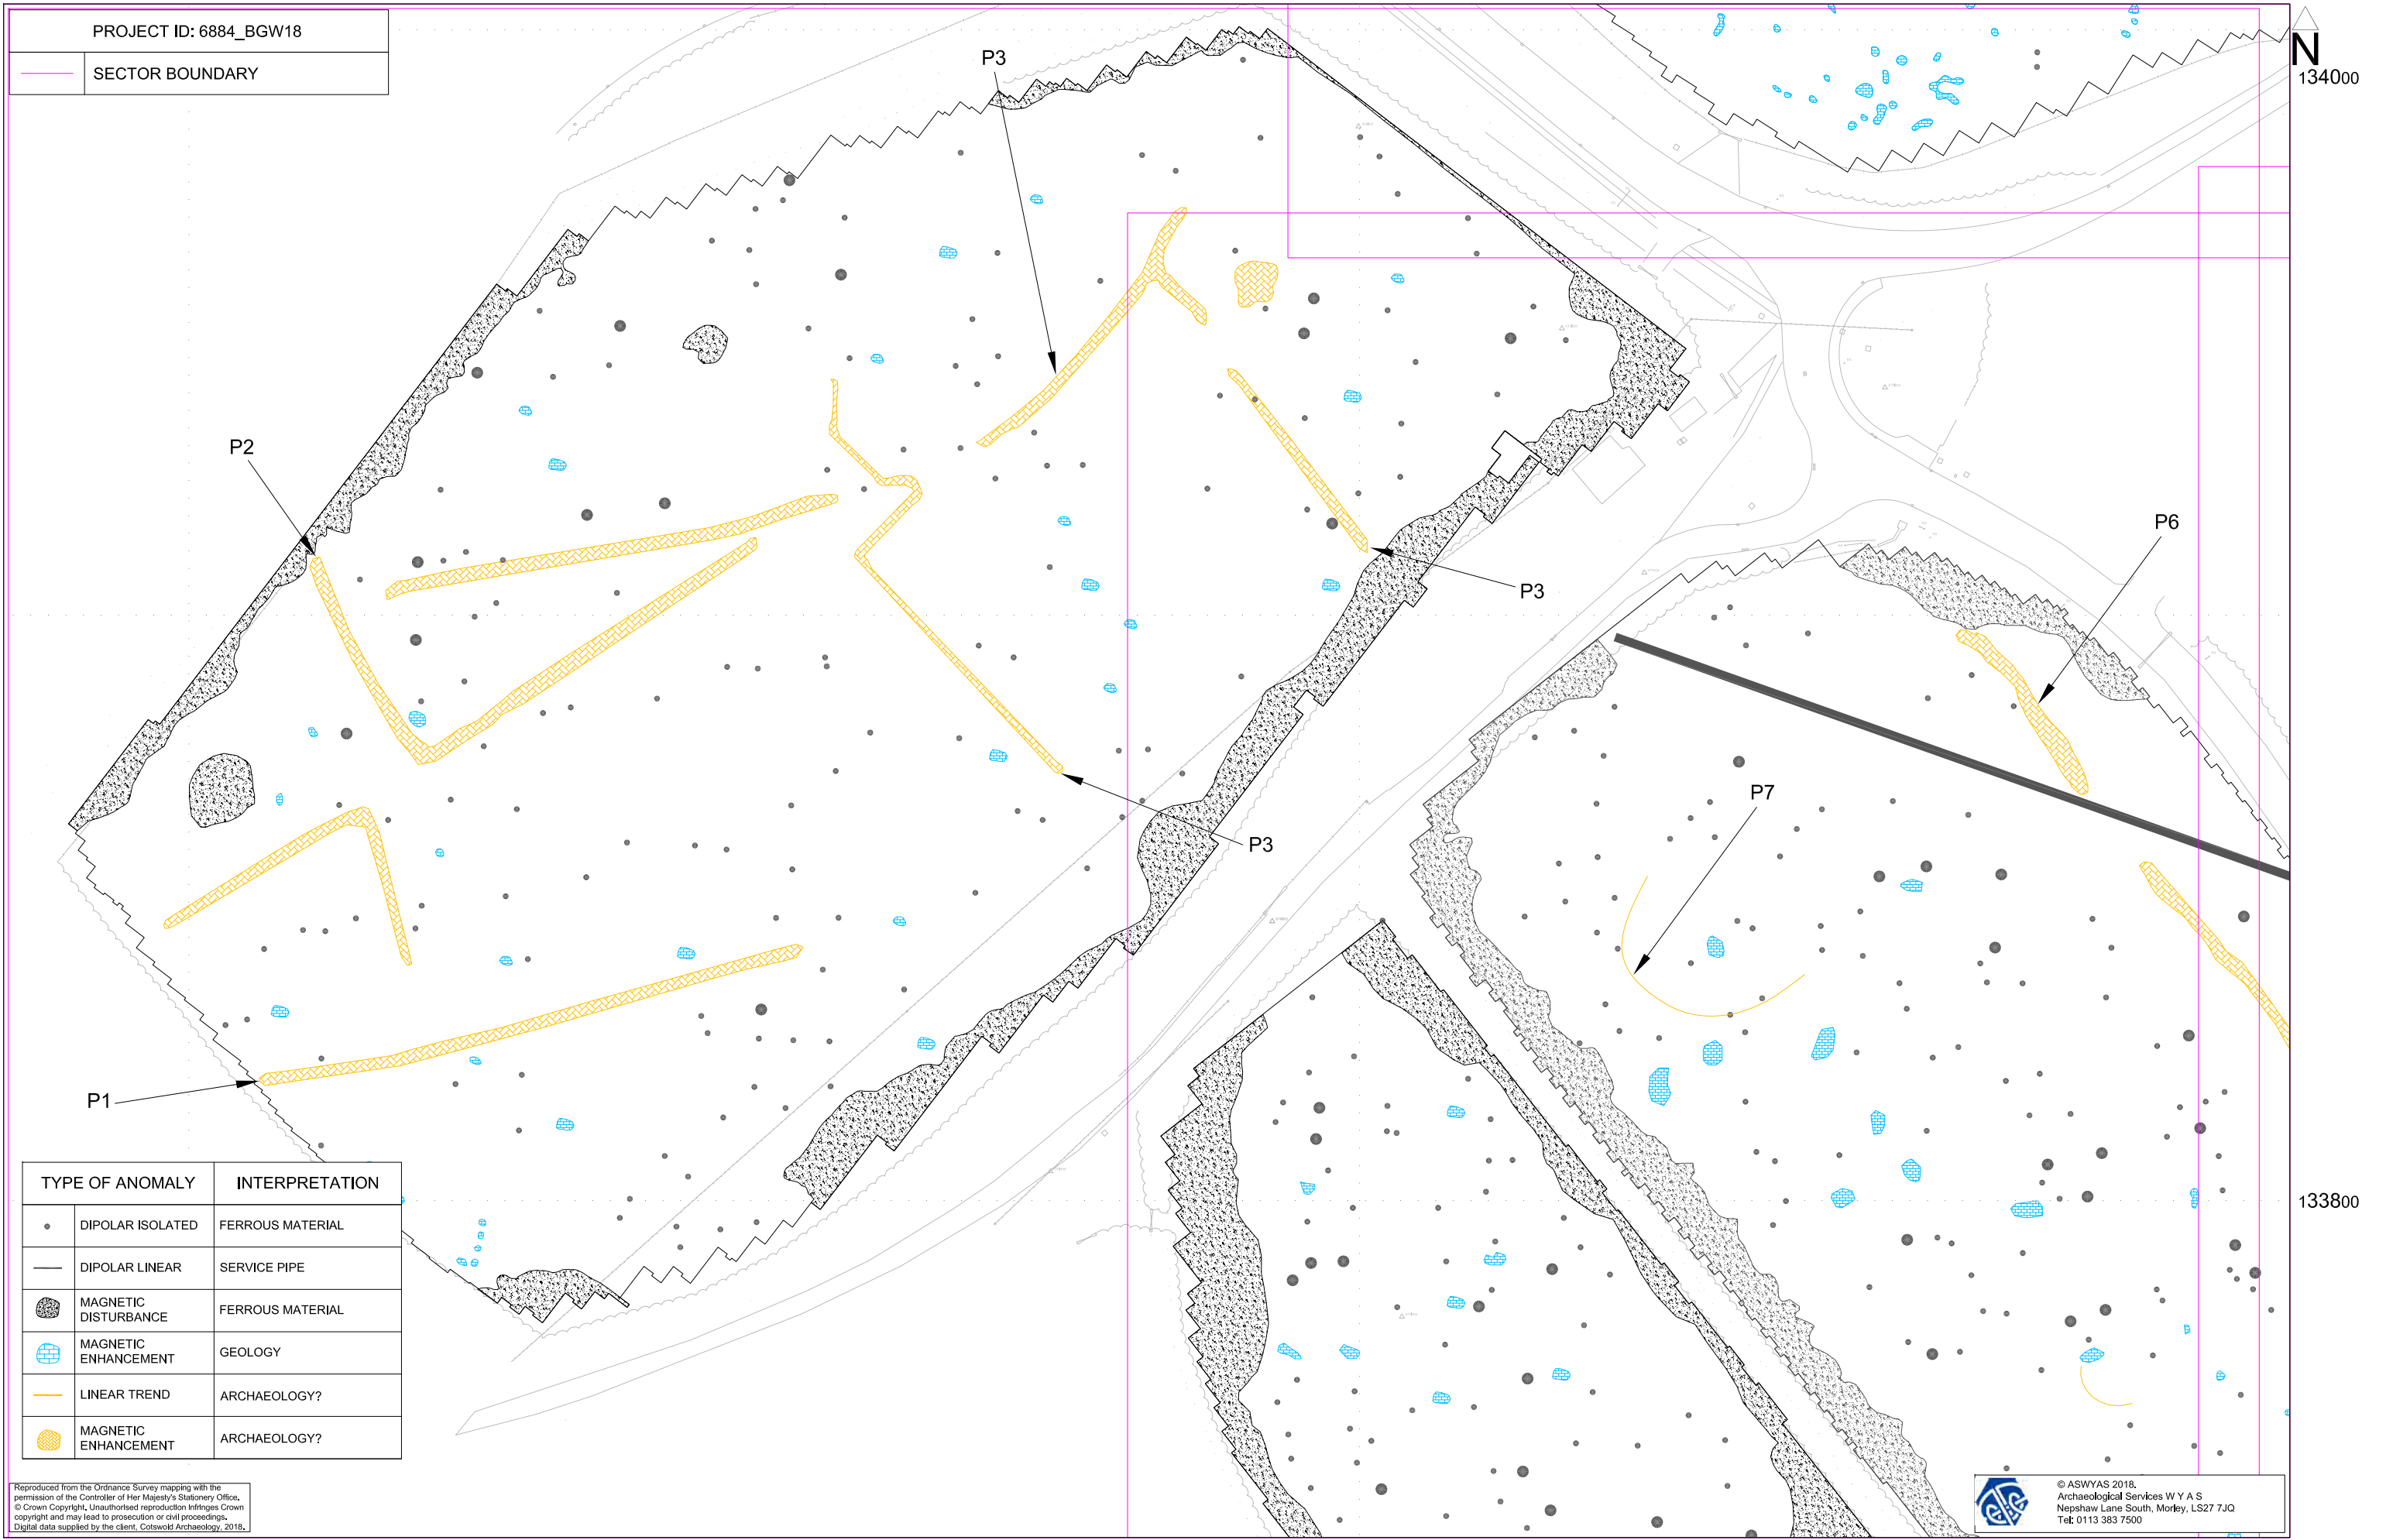 PROJECT ID: 6884_BGW18
SECTOR BOUNDARY
N
134000
P3
P2
P6
P3
P7
P3
P1
133800
TYPE OF ANOMALY INTERPRETATION
DIPOLAR ISOLATED FERROUS MATERIAL
DIPOLAR LINEAR SERVICE PIPE
MAGNETIC
DISTURBANCE FERROUS MATERIAL
MAGNETIC
ENHANCEMENT GEOLOGY
LINEAR TREND ARCHAEOLOGY?
MAGNETIC
ENHANCEMENT ARCHAEOLOGY?
Reproduced from the Ordnance Survey mapping with the
permission of the Controller of Her Majesty's Stationery Office.
© Crown Copyright. Unauthorised reproduction infringes Crown
copyright and may lead to prosecution or civil proceedings.
Digital data supplied by the client, Cotswold Archaeology, 2018.
© ASWYAS 2018.
Archaeological Services W Y A S
Nepshaw Lane South, Morley, LS27 7JQ
Tel: 0113 383 7500